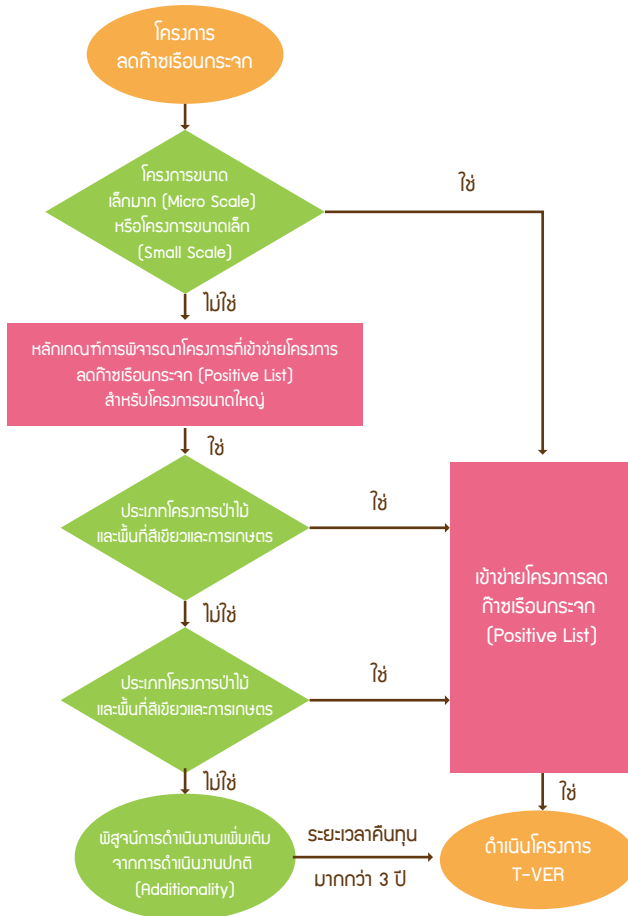 โครงการ
ลดก๊าซเรือนกระจก
โครงการขนาด
เล็กมาก (Micro Scale)
หรือโครงการขนาดเล็ก
(Small Scale)
ใช่
ไม่ใช่
หลักเกณฑ์การพิจารณาโครงการที่เข้าข่ายโครงการ
ลดก๊าซเรือนกระจก (Positive List)
สำหรับโครงการขนาดใหญ่
ใช่
ประเภทโครงการป่าไม้
และพื้นที่สีเขียวและการเกษตร
ใช่
เข้าข่ายโครงการลด
ก๊าซเรือนกระจก
(Positive List)
ไม่ใช่
ประเภทโครงการป่าไม้
และพื้นที่สีเขียวและการเกษตร
ใช่
ไม่ใช่
ใช่
พิสูจน์การดำเนินงานเพิ่มเติม
จากการดำเนินงานปกติ
(Additionality)
ระยะเวลาคืนทุน
มากกว่า 3 ปี
ดำเนินโครงการ
T-VER